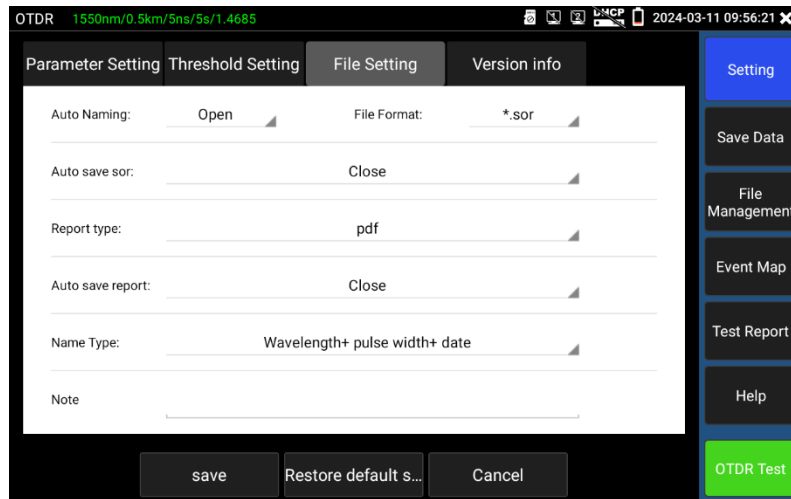 OTDR 1550nm/0.5km/5ns/5s/1.4685 1 2 DHCP 2024-03-11 09:56:21
Parameter Setting Threshold Setting File Setting Version info
Setting
Auto Naming: Open File Format: *.sor
Save Data
Auto save sor: Close
File
Managemen
Report type: pdf
Event Map
Auto save report: Close
Test Report
Name Type: Wavelength+ pulse width+ date
Help
Note
save Restore default s... Cancel
OTDR Test